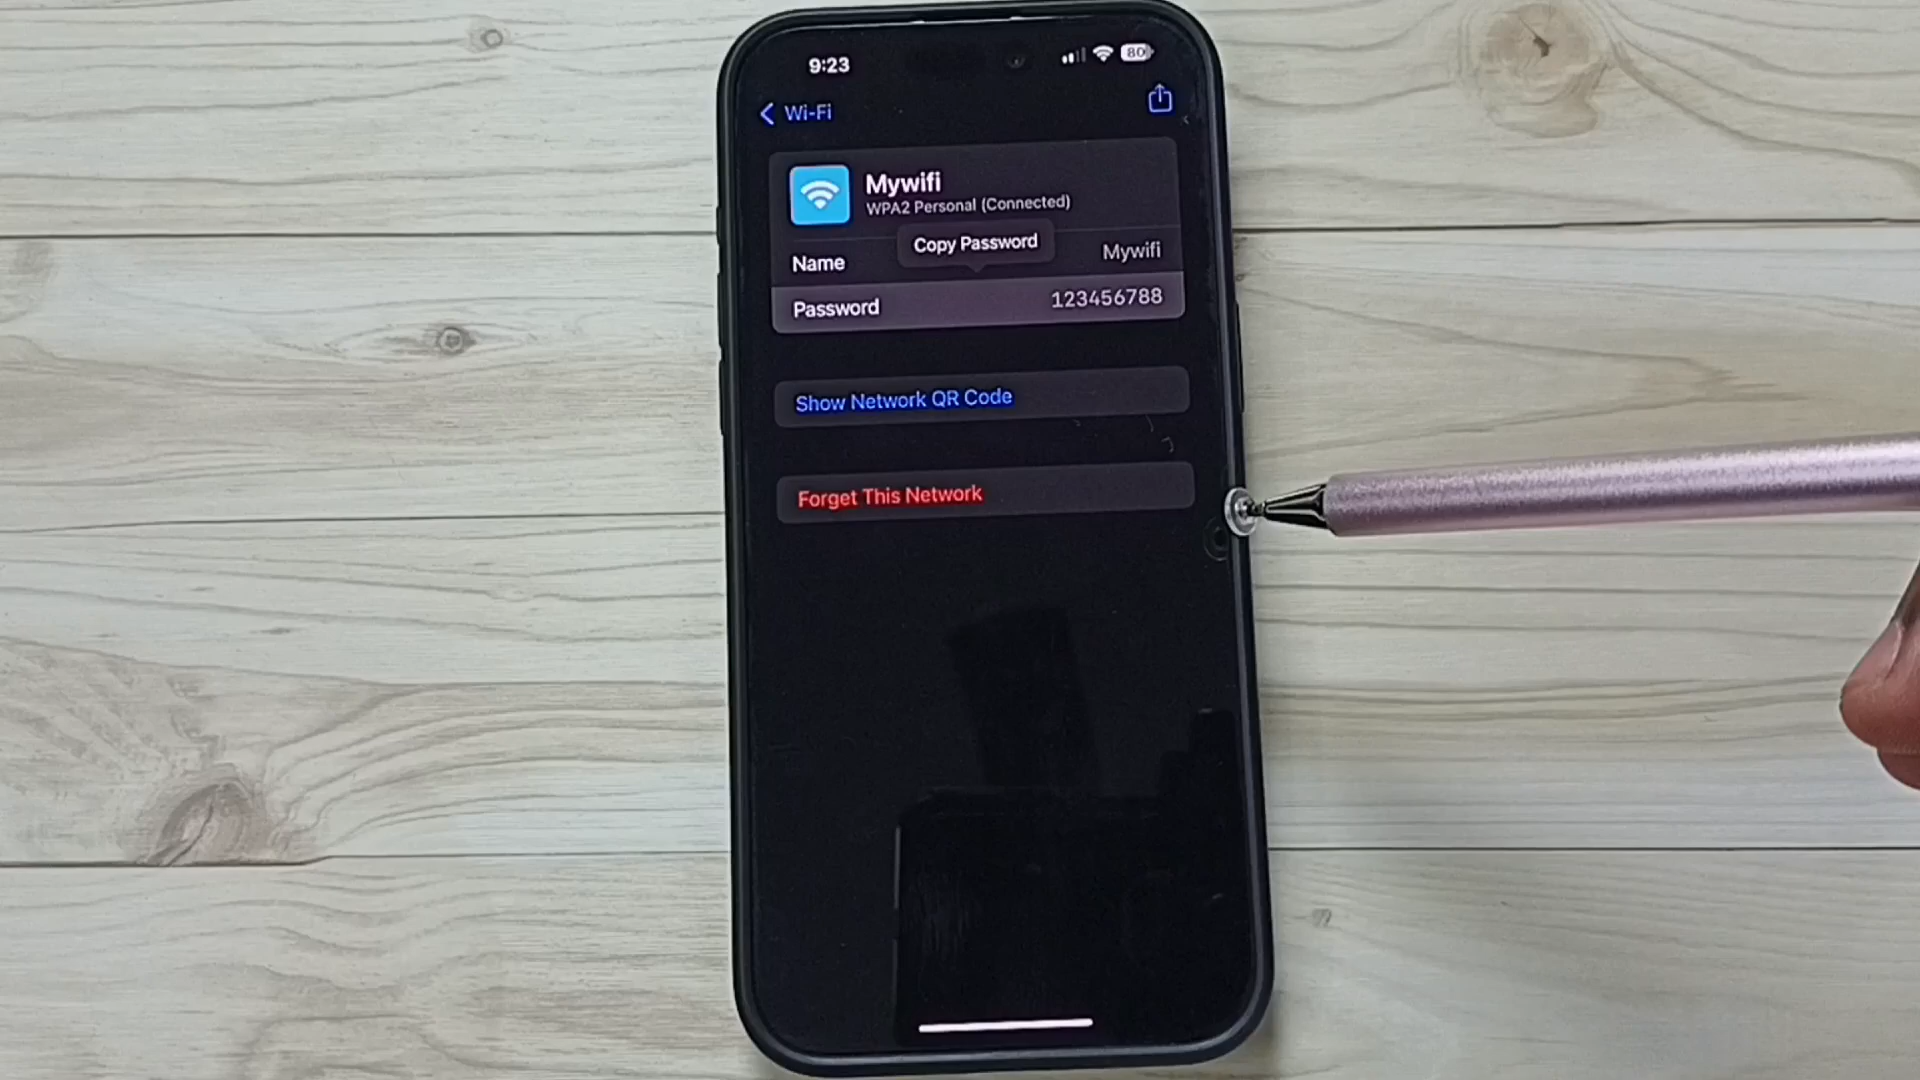 9:23
80
Wi-Fi
Mywifi
WPA2 Personal (Connected)
Copy Password
Name Mywifi
Password 123456788
Show Network QR Code
Forget This Network